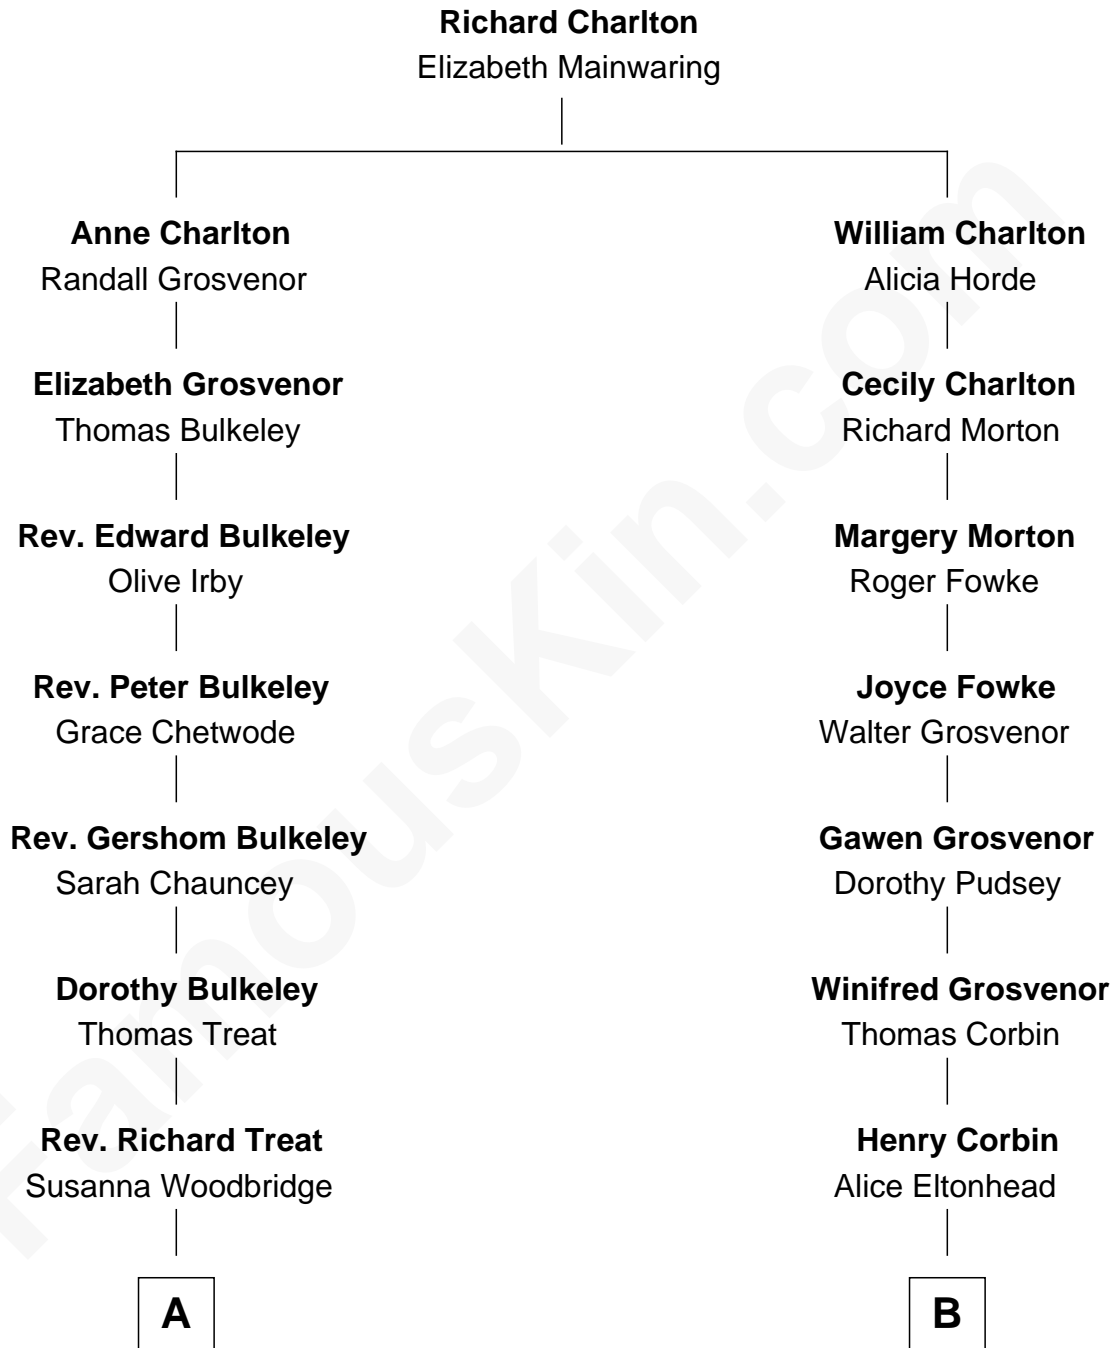 Richard Charlton
Elizabeth Mainwaring
Anne Charlton
Randall Grosvenor
Elizabeth Grosvenor
Thomas Bulkeley
Rev. Edward Bulkeley
Olive Irby
Rev. Peter Bulkeley
Grace Chetwode
Rev. Gershom Bulkeley
Sarah Chauncey
Dorothy Bulkeley
Thomas Treat
Rev. Richard Treat
Susanna Woodbridge
A
William Charlton
Alicia Horde
Cecily Charlton
Richard Morton
Margery Morton
Roger Fowke
Joyce Fowke
Walter Grosvenor
Gawen Grosvenor
Dorothy Pudsey
Winifred Grosvenor
Thomas Corbin
Henry Corbin
Alice Eltonhead
B
FamousKin.com